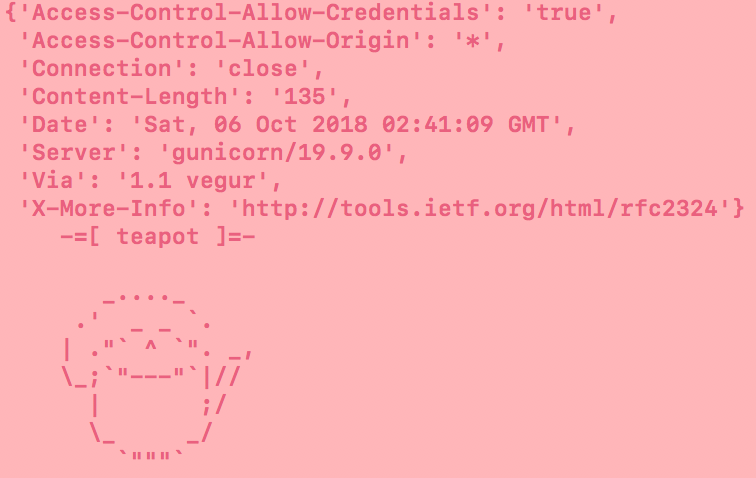 {'Access-Control-Allow-Credentials': 'true',
 'Access-Control-Allow-Origin': '*',
 'Connection': 'close',
 'Content-Length': '135',
 'Date': 'Sat, 06 Oct 2018 02:41:09 GMT',
 'Server': 'gunicorn/19.9.0',
 'Via': '1.1 vegur',
 'X-More-Info': 'http://tools.ietf.org/html/rfc2324'}
    -=[ teapot ]=-

       _...._
     .'  _ _ `.
    | ."` ^ `". _,
    \_;`"---"`|//
      |       ;/
      \_     _/
        `"""`